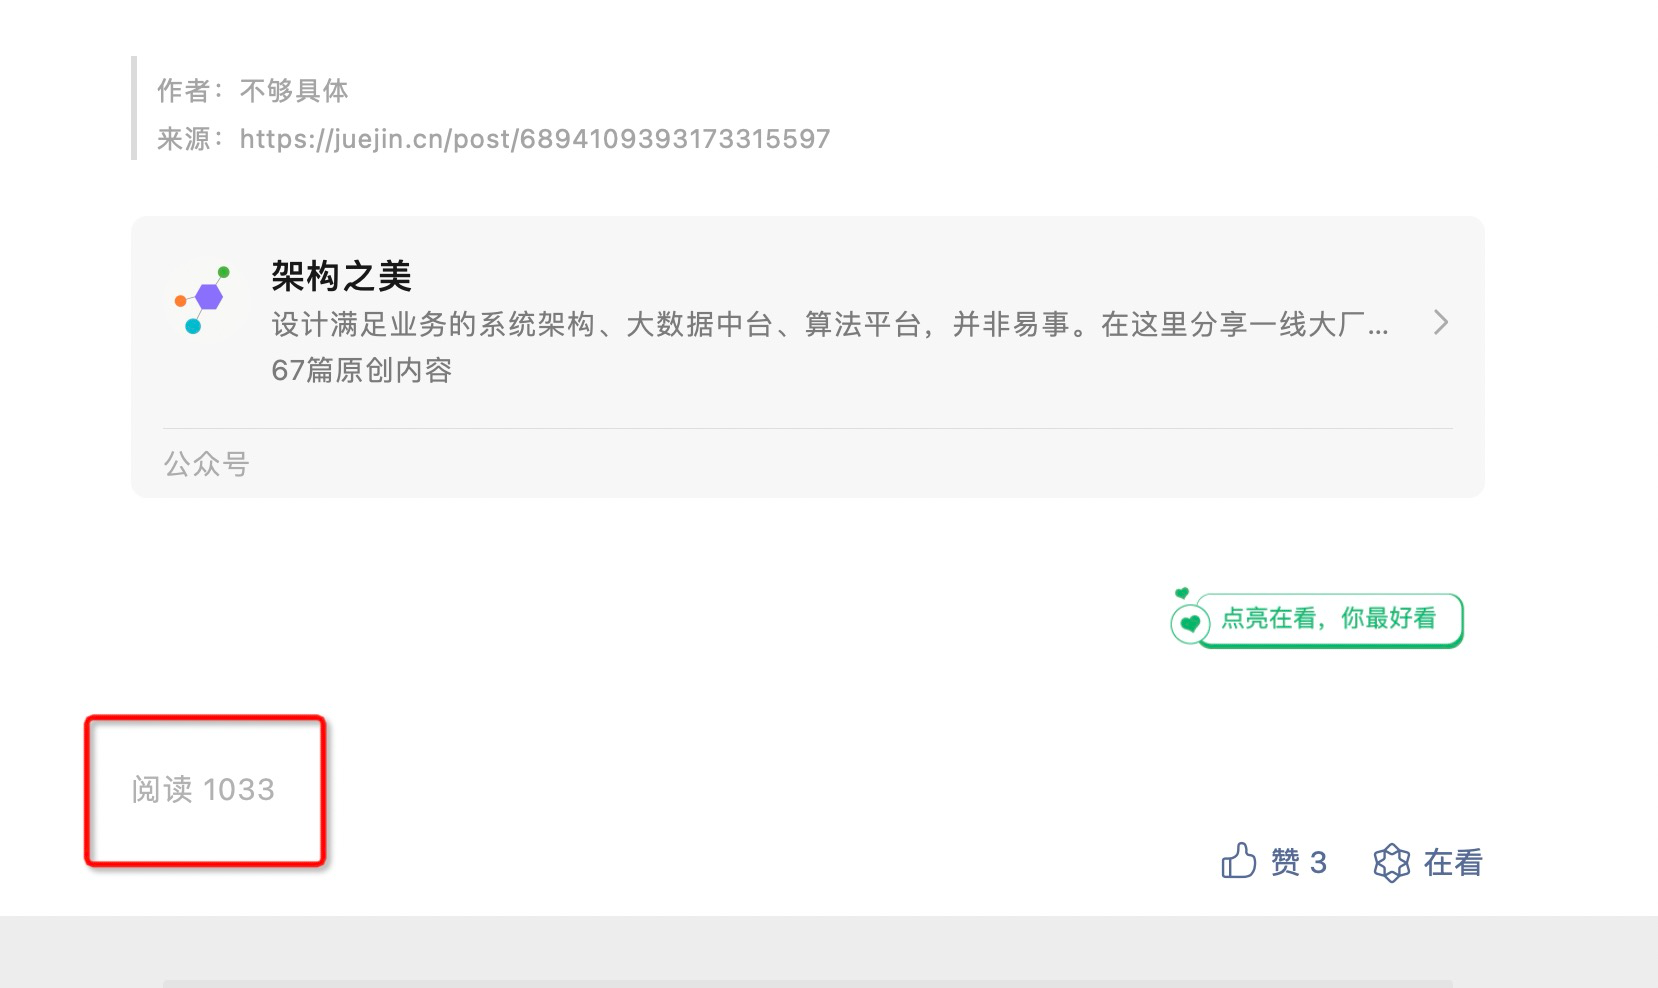 作者：不够具体
来源：https://juejin.cn/post/6894109393173315597
架构之美
设计满足业务的系统架构、大数据中台、算法平台，并非易事。在这里分享一线大厂...
67篇原创内容
公众号
点亮在看，你最好看
阅读 1033
赞 3 在看